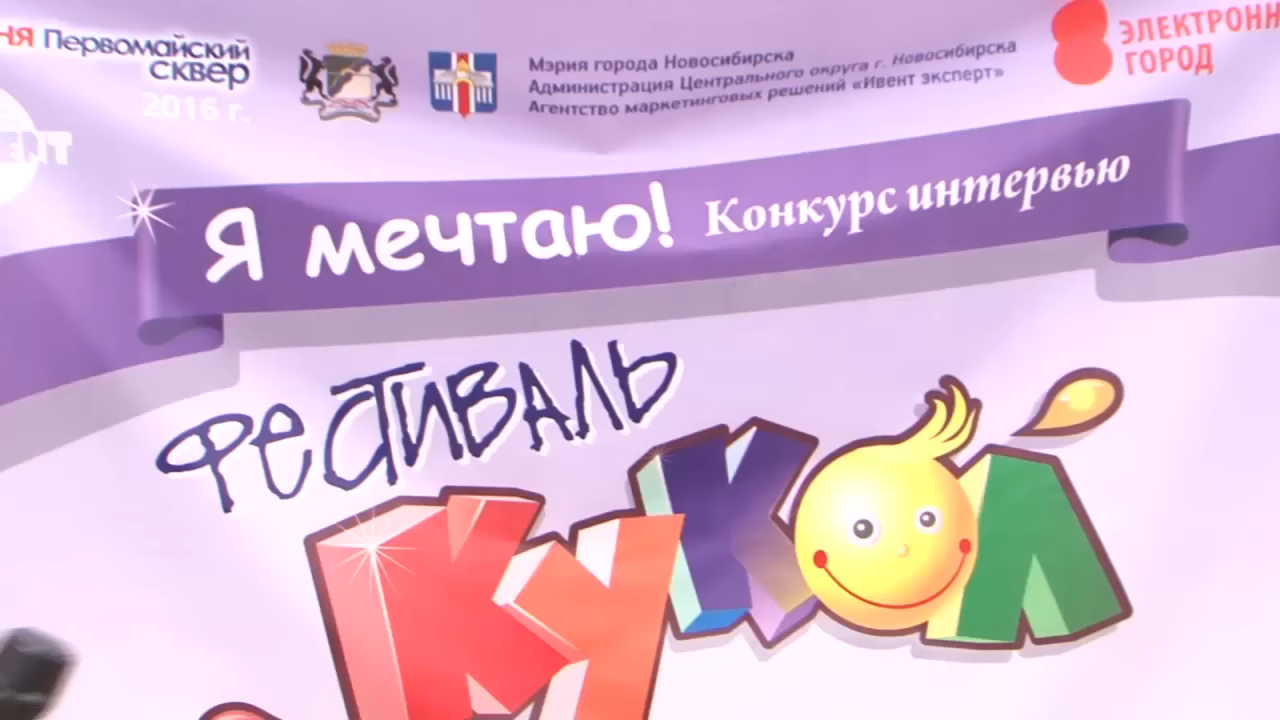 Первомайский
сквер
2016 г.
Мэрия города Новосибирска
Администрация Центрального округа г. Новосибирска
Агентство маркетинговых решений «Ивент эксперт»
ГОРОД
Я мечтаю! Конкурс интервью
фестиваль
КУКОЛ